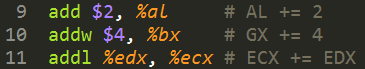 9 add $2, %al # AL += 2
10 addw $4, %bx # GX += 4
11 addl %edx, %ecx # ECX += EDX